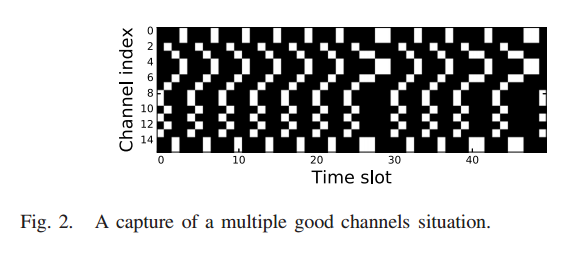 Channel index
0
2
4
6
8
10
12
14
0 10 20 30 40
Time slot
Fig. 2. A capture of a multiple good channels situation.